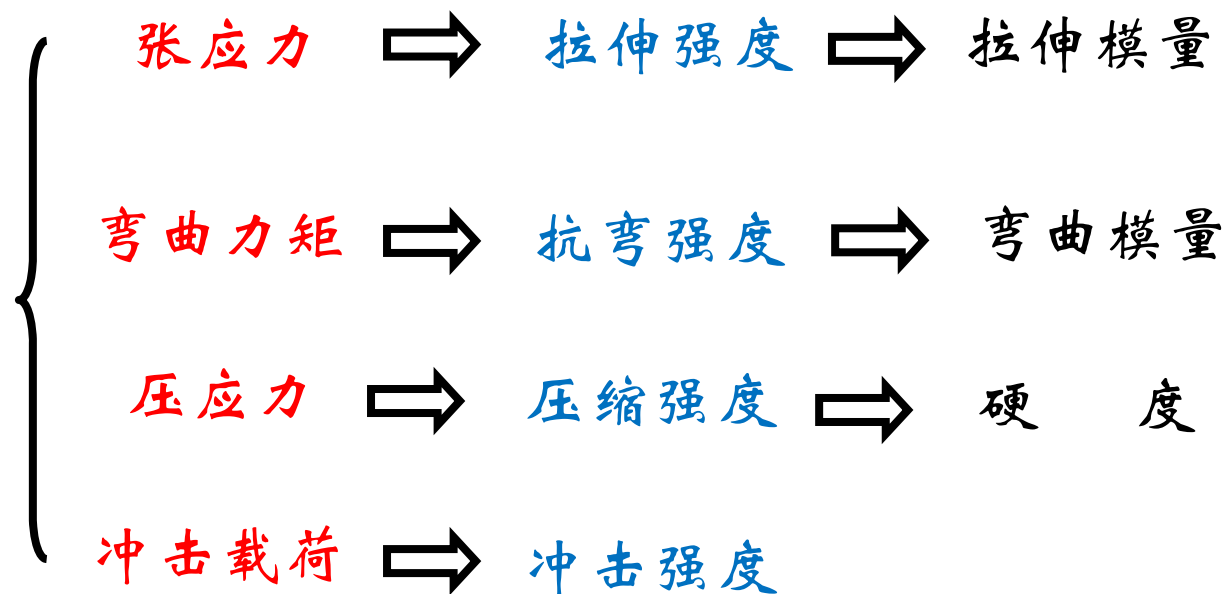 张应力 拉伸强度 拉伸模量
弯曲力矩 抗弯强度 弯曲模量
压应力 压缩强度 硬 度
冲击载荷 冲击强度